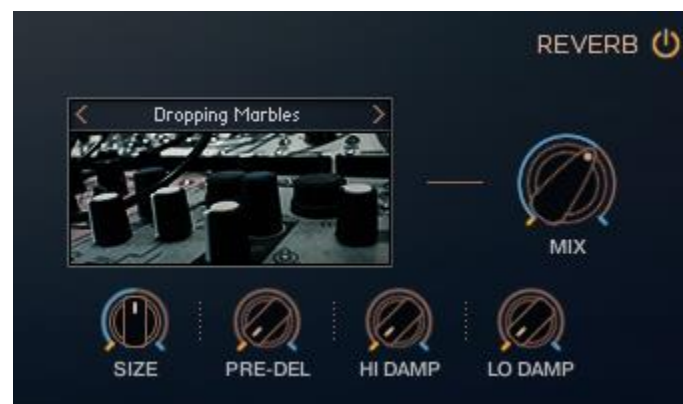 REVERB
Dropping Marbles
MIX
SIZE
PRE-DEL
HI DAMP
LO DAMP